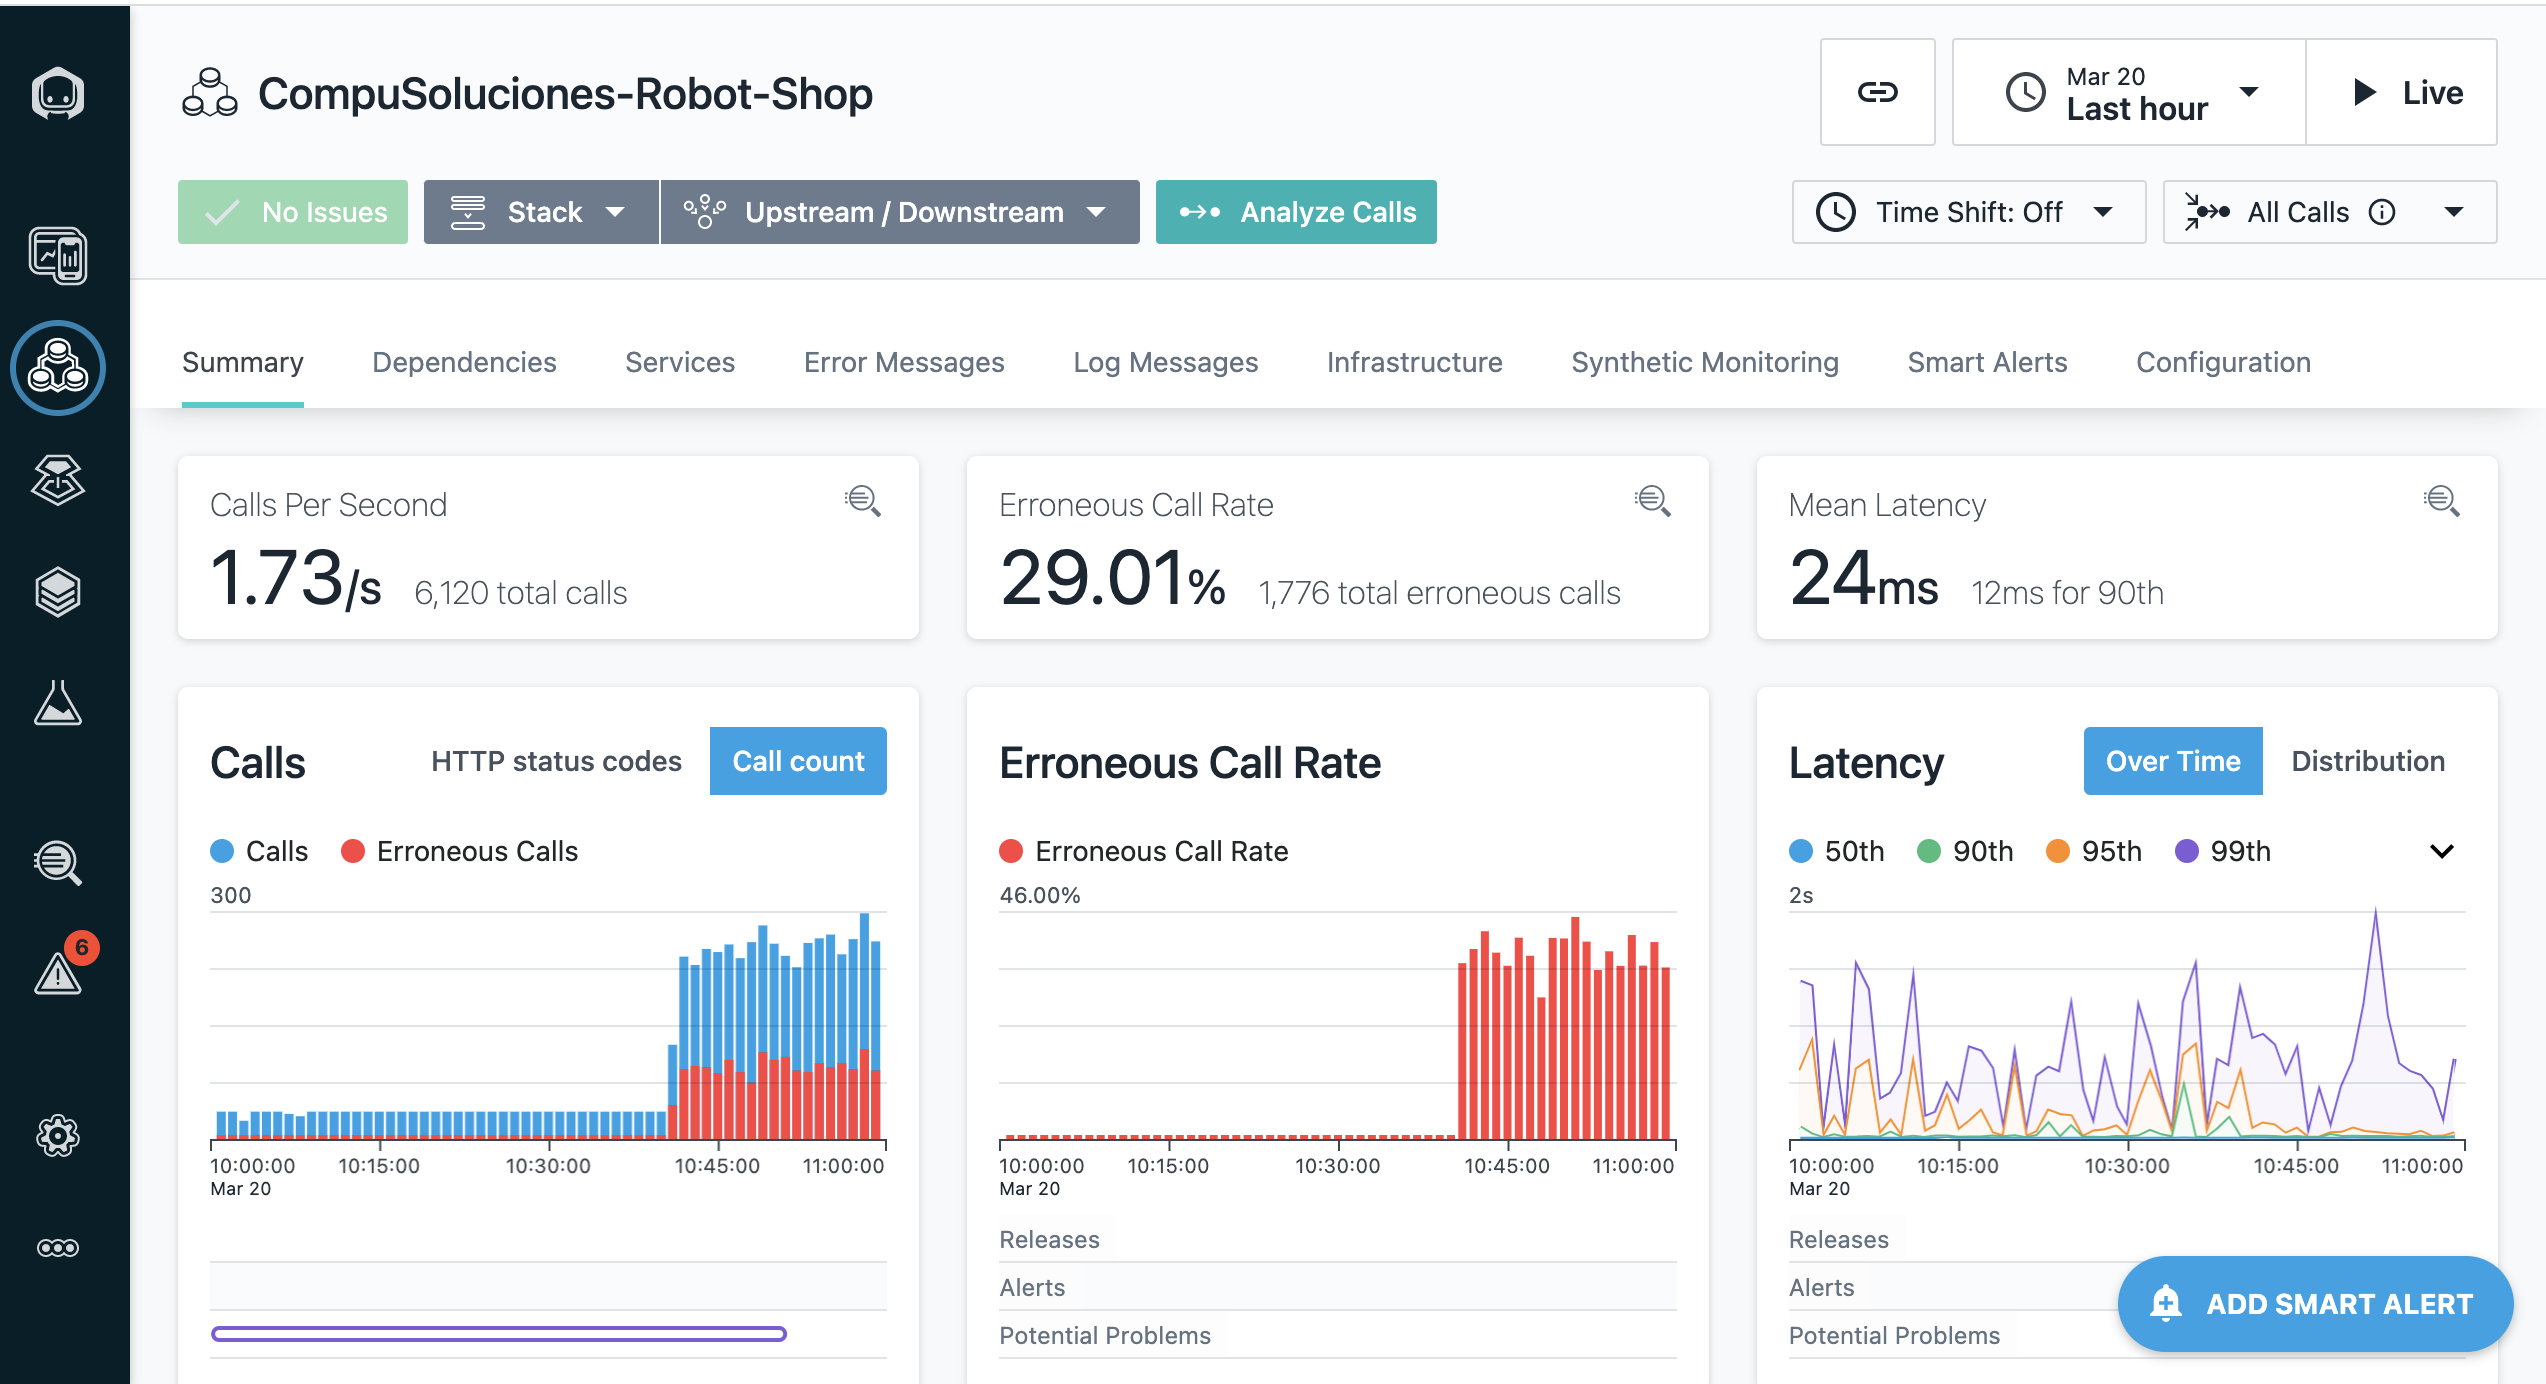 CompuSoluciones-Robot-Shop
Mar 20
Last hour
Live
No Issues
Stack
Upstream / Downstream
Analyze Calls
Time Shift: Off
All Calls
Summary
Dependencies
Services
Error Messages
Log Messages
Infrastructure
Synthetic Monitoring
Smart Alerts
Configuration
6
Calls Per Second
1.73/s 6,120 total calls
Erroneous Call Rate
29.01% 1,776 total erroneous calls
Mean Latency
24ms 12ms for 90th
Calls
HTTP status codes
Call count
Calls
Erroneous Calls
300
10:00:00 10:15:00 10:30:00 10:45:00 11:00:00
Mar 20
Erroneous Call Rate
Erroneous Call Rate
46.00%
10:00:00 10:15:00 10:30:00 10:45:00 11:00:00
Mar 20
Releases
Alerts
Potential Problems
Latency
Over Time
Distribution
50th
90th
95th
99th
2s
10:00:00 10:15:00 10:30:00 10:45:00 11:00:00
Mar 20
Releases
Alerts
Potential Problems
ADD SMART ALERT